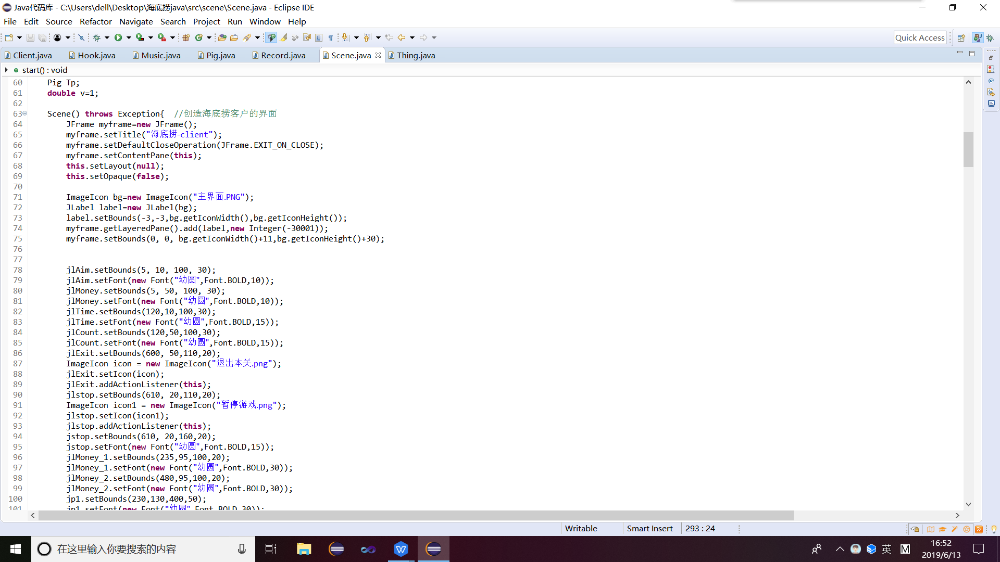 Java代码库 - C:\Users\dell\Desktop\海底捞java\src\scene\Scene.java - Eclipse IDE
File Edit Source Refactor Navigate Search Project Run Window Help
Quick Access
Client.java Hook.java Music.java Pig.java Record.java Scene.java Thing.java
start() : void
60 Pig Tp;
61 double v=1;
62
63 Scene() throws Exception{ //创造海底捞客户的界面
64 JFrame myframe=new JFrame();
65 myframe.setTitle("海底捞-client");
66 myframe.setDefaultCloseOperation(JFrame.EXIT_ON_CLOSE);
67 myframe.setContentPane(this);
68 this.setLayout(null);
69 this.setOpaque(false);
70
71 ImageIcon bg=new ImageIcon("主界面.PNG");
72 JLabel label=new JLabel(bg);
73 label.setBounds(-3,-3,bg.getIconWidth(),bg.getIconHeight());
74 myframe.getLayeredPane().add(label,new Integer(-30001));
75 myframe.setBounds(0, 0, bg.getIconWidth()+11,bg.getIconHeight()+30);
76
77
78 jlAim.setBounds(5, 10, 100, 30);
79 jlAim.setFont(new Font("幼圆",Font.BOLD,10));
80 jlMoney.setBounds(5, 50, 100, 30);
81 jlMoney.setFont(new Font("幼圆",Font.BOLD,10));
82 jlTime.setBounds(120,10,100,30);
83 jlTime.setFont(new Font("幼圆",Font.BOLD,15));
84 jlCount.setBounds(120,50,100,30);
85 jlCount.setFont(new Font("幼圆",Font.BOLD,15));
86 jlExit.setBounds(600, 50,110,20);
87 ImageIcon icon = new ImageIcon("退出本关.png");
88 jlExit.setIcon(icon);
89 jlExit.addActionListener(this);
90 jlstop.setBounds(610, 20,110,20);
91 ImageIcon icon1 = new ImageIcon("暂停游戏.png");
92 jlstop.setIcon(icon1);
93 jlstop.addActionListener(this);
94 jstop.setBounds(610, 20,160,20);
95 jstop.setFont(new Font("幼圆",Font.BOLD,15));
96 jlMoney_1.setBounds(235,95,100,20);
97 jlMoney_1.setFont(new Font("幼圆",Font.BOLD,30));
98 jlMoney_2.setBounds(480,95,100,20);
99 jlMoney_2.setFont(new Font("幼圆",Font.BOLD,30));
100 jp1.setBounds(230,130,400,50);
101 jp1.setFont(new Font("幼圆",Font.BOLD,30));
Writable Smart Insert 293 : 24
在这里输入你要搜索的内容
英 M
16:52
2019/6/13